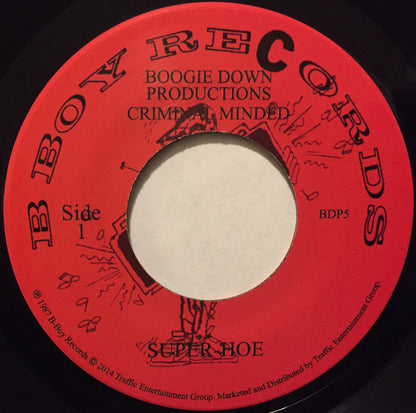 B BOY RECORDS
BOOGIE DOWN
PRODUCTIONS
CRIMINAL MINDED
Side
1
BDP5
SUPER-HOE
℗ 1987 B-Boy Records © 2014 Traffic Entertainment Group. Marketed and Distributed by Traffic Entertainment Group.